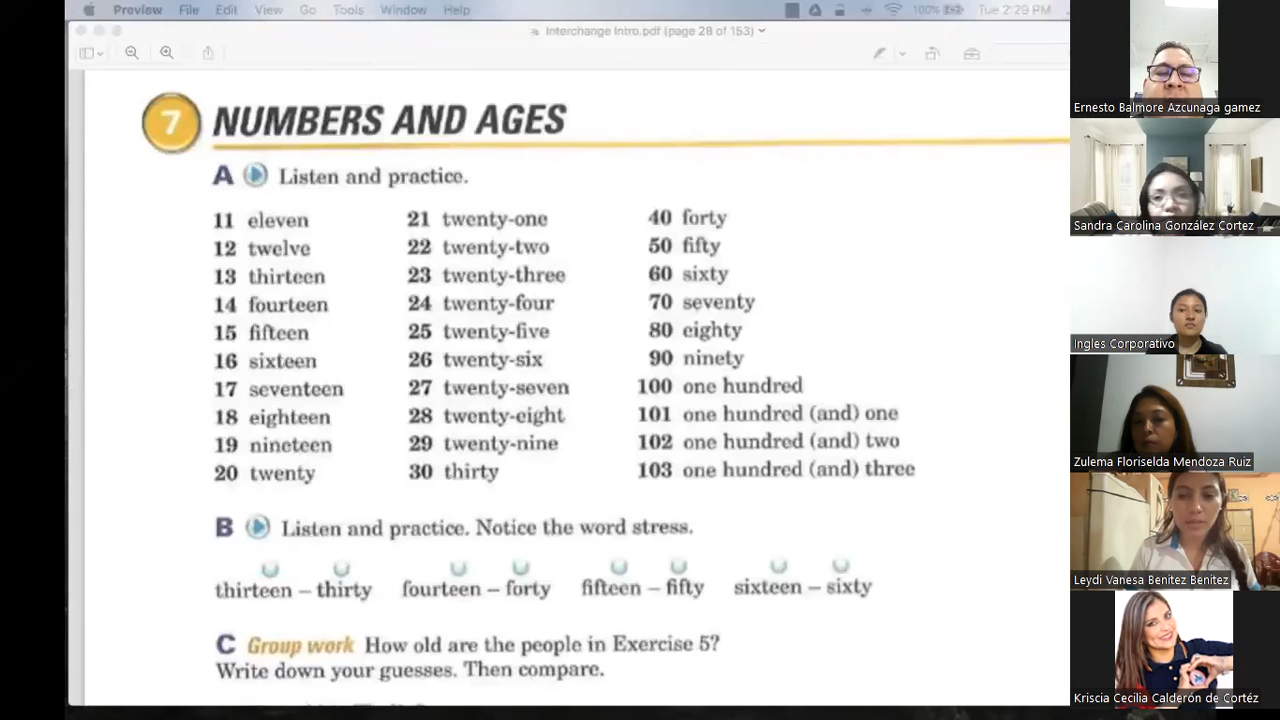 Preview File Edit View Go Tools Window Help 100% Tue 2:29 PM
Interchange Intro.pdf (page 28 of 153)
7 NUMBERS AND AGES
A Listen and practice.
11 eleven 21 twenty-one 40 forty
12 twelve 22 twenty-two 50 fifty
13 thirteen 23 twenty-three 60 sixty
14 fourteen 24 twenty-four 70 seventy
15 fifteen 25 twenty-five 80 eighty
16 sixteen 26 twenty-six 90 ninety
17 seventeen 27 twenty-seven 100 one hundred
18 eighteen 28 twenty-eight 101 one hundred (and) one
19 nineteen 29 twenty-nine 102 one hundred (and) two
20 twenty 30 thirty 103 one hundred (and) three
B Listen and practice. Notice the word stress.
thirteen – thirty fourteen – forty fifteen – fifty sixteen – sixty
C Group work How old are the people in Exercise 5?
Write down your guesses. Then compare.
Ernesto Balmore Azcunaga gamez
Sandra Carolina González Cortez
Ingles Corporativo
Zulema Floriselda Mendoza Ruiz
Leydi Vanesa Benitez Benitez
Kriscia Cecilia Calderón de Cortéz